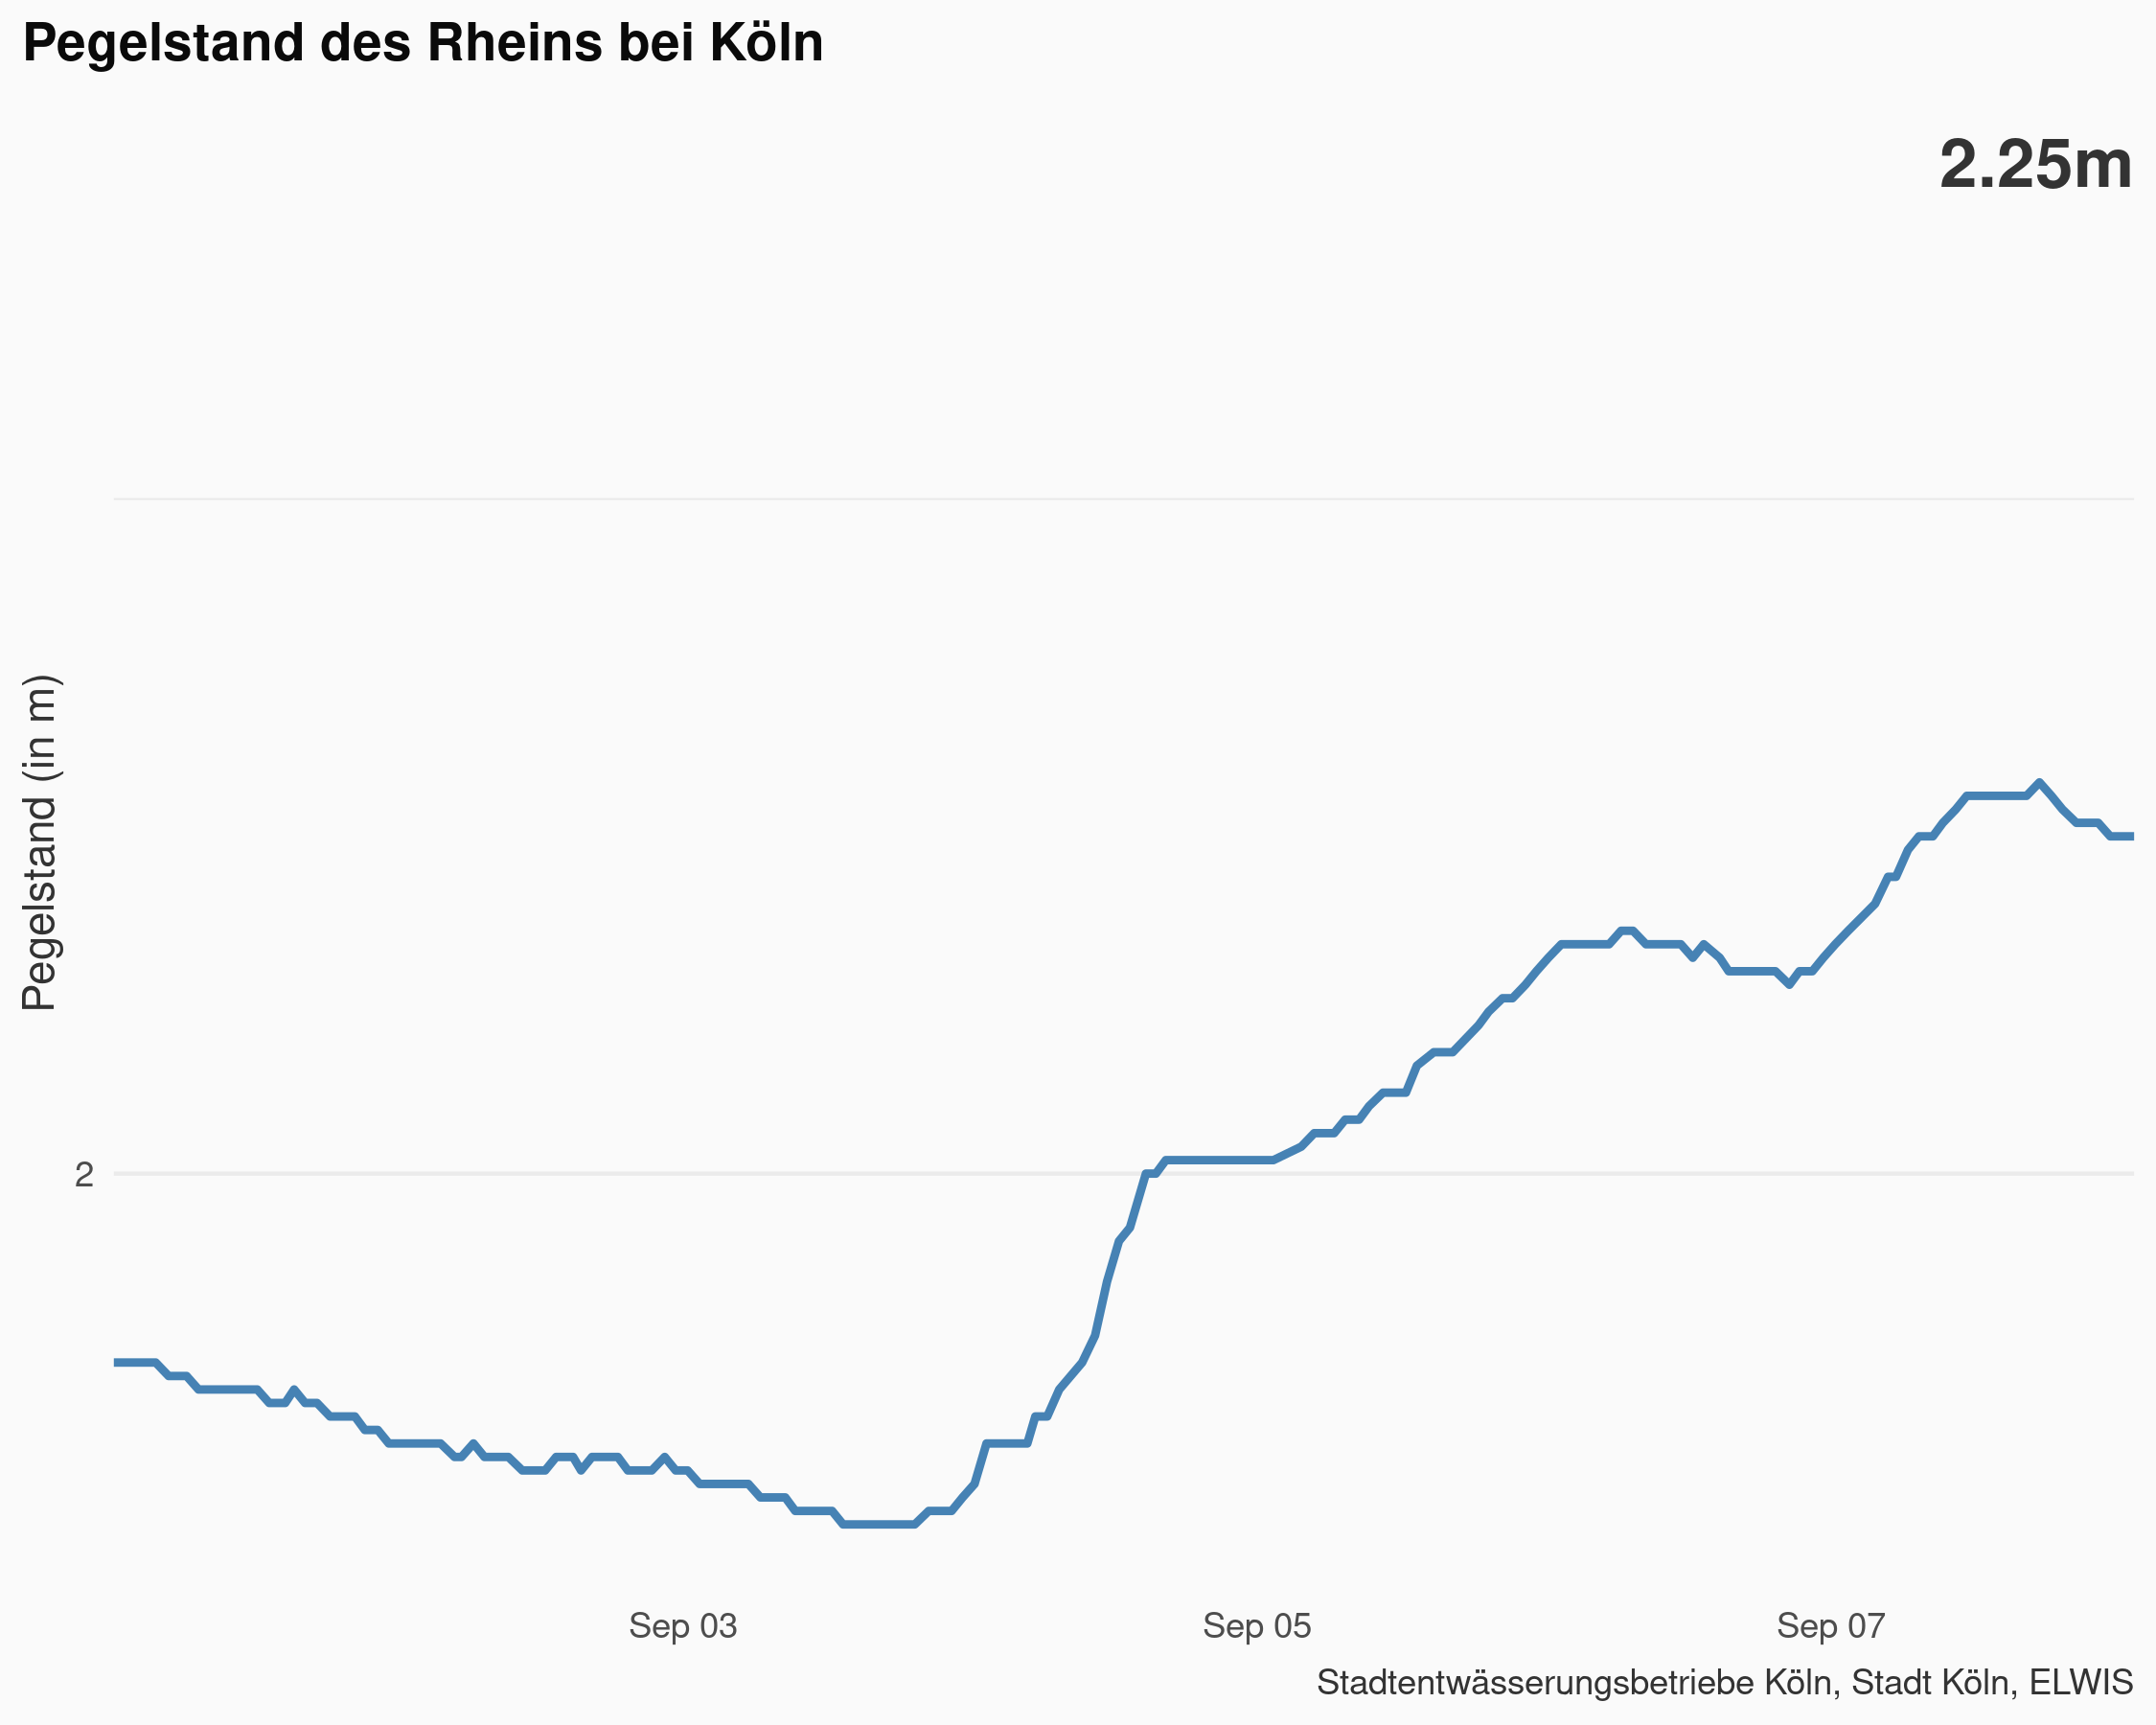 Pegelstand des Rheins bei Köln
2.25m
Pegelstand (in m)
2
Sep 03
Sep 05
Sep 07
Stadtentwässerungsbetriebe Köln, Stadt Köln, ELWIS